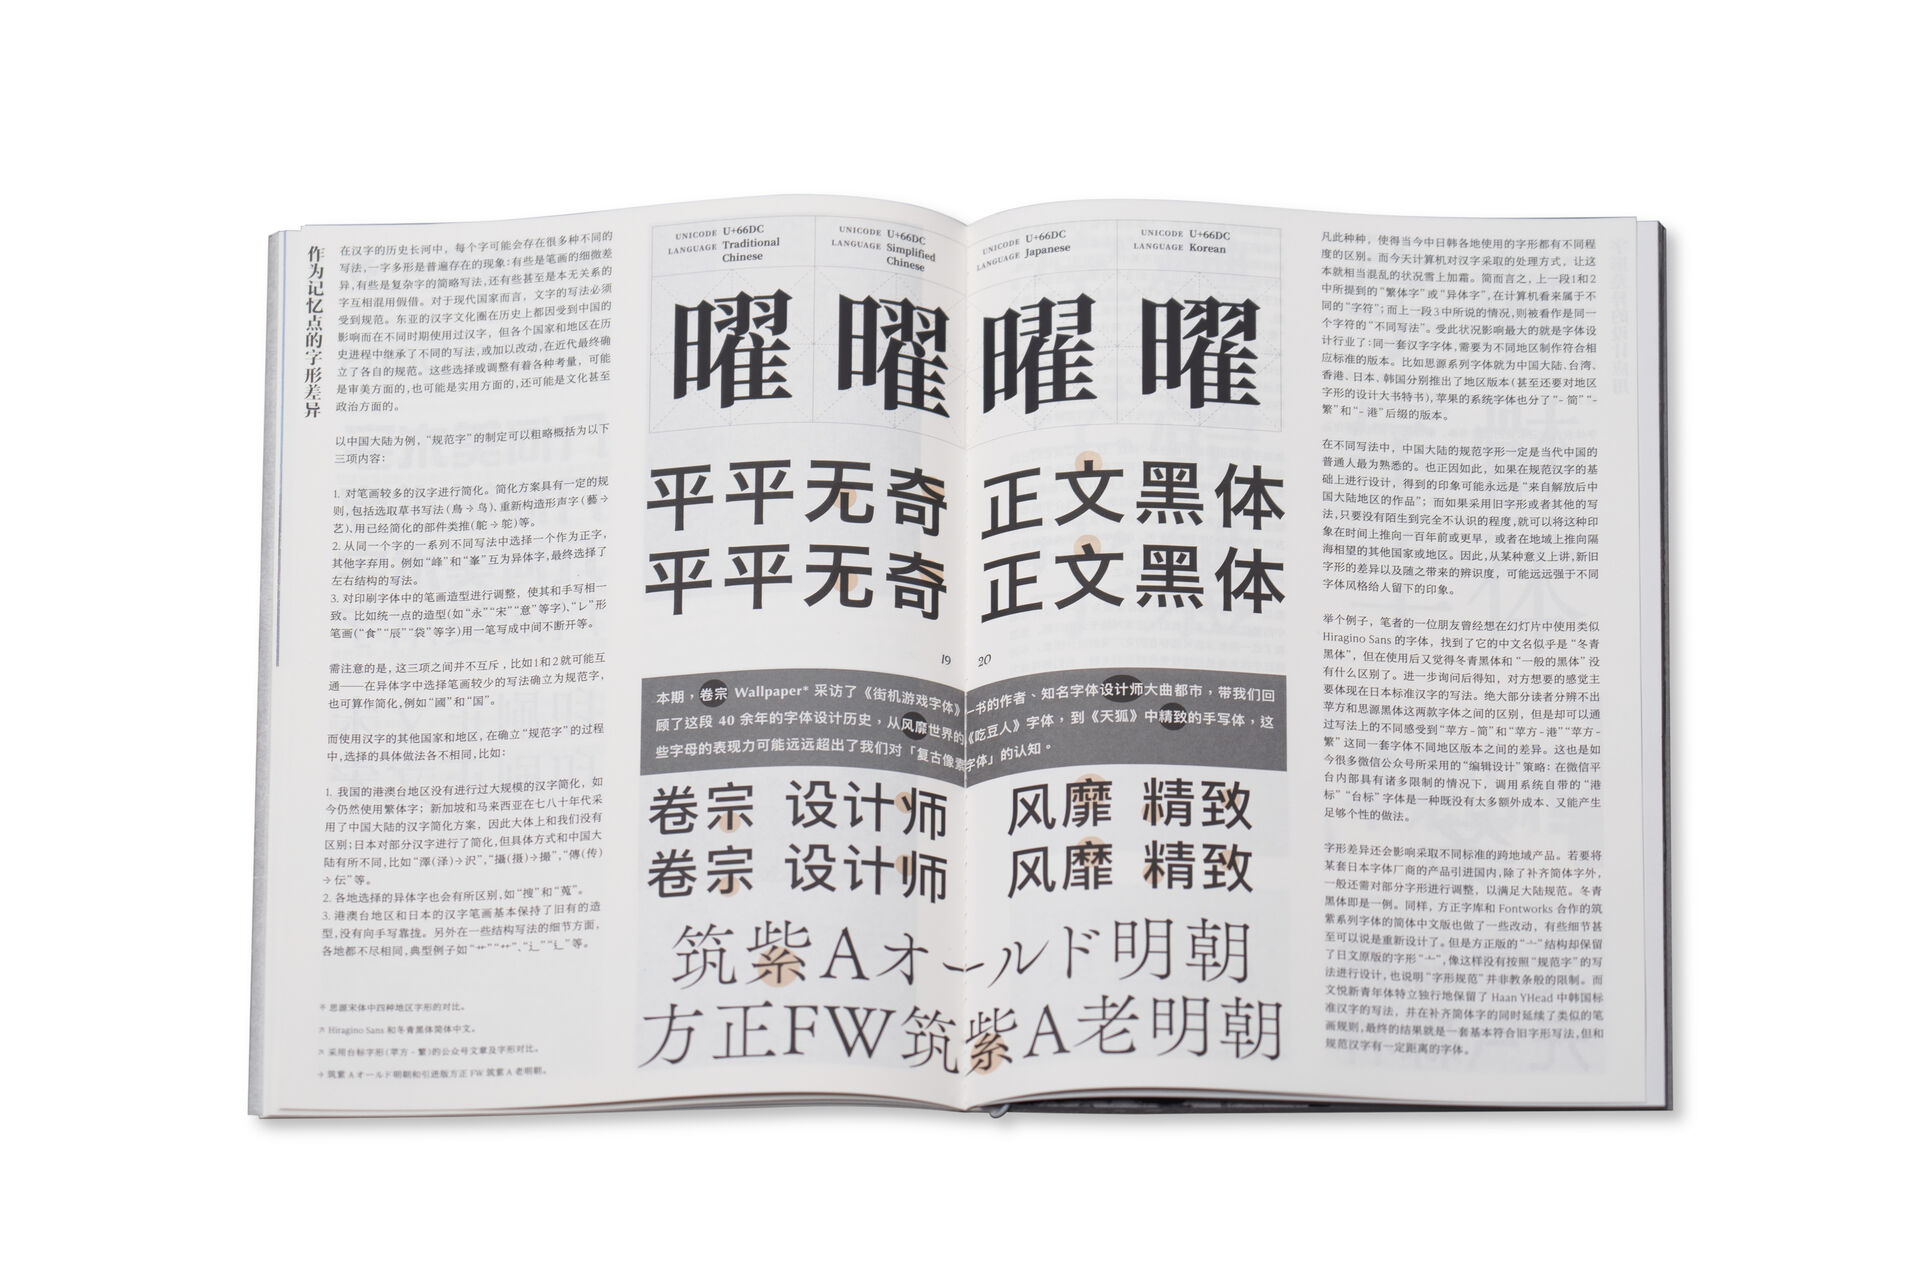 作为记忆点的字形差异
在汉字的历史长河中，每个字可能会存在很多种不同的
写法，一字多形是普遍存在的现象：有些是笔画的细微差
异，有些是复杂字的简略写法，还有些甚至是本无关系的
字互相混用假借。对于现代国家而言，文字的写法必须
受到规范。东亚的汉字文化圈在历史上都因受到中国的
影响而在不同时期使用过汉字，但各个国家和地区在历
史进程中继承了不同的写法，或加以改动，在近代最终确
立了各自的规范。这些选择或调整有着各种考量，可能
是审美方面的，也可能是实用方面的，还可能是文化甚至
政治方面的。
以中国大陆为例，“规范字”的制定可以粗略概括为以下
三项内容：
1. 对笔画较多的汉字进行简化。简化方案具有一定的规
则，包括选取草书写法（鳥→鸟）、重新构造形声字（藝→
艺）、用已经简化的部件类推（鴕→鸵）等。
2. 从同一个字的一系列不同写法中选择一个作为正字，
其他字弃用。例如“峰”和“峯”互为异体字，最终选择了
左右结构的写法。
3. 对印刷字体中的笔画造型进行调整，使其和手写相一
致。比如统一点的造型（如“永”“宋”“意”等字）、“レ”形
笔画（“食”“辰”“袋”等字）用一笔写成中间不断开等。
需注意的是，这三项之间并不互斥，比如1和2就可能互
通——在异体字中选择笔画较少的写法确立为规范字，
也可算作简化，例如“國”和“国”。
而使用汉字的其他国家和地区，在确立“规范字”的过程
中，选择的具体做法各不相同，比如：
1. 我国的港澳台地区没有进行过大规模的汉字简化，如
今仍然使用繁体字；新加坡和马来西亚在七八十年代采
用了中国大陆的汉字简化方案，因此大体上和我们没有
区别；日本对部分汉字进行了简化，但具体方式和中国大
陆有所不同，比如“澤（泽）→沢”，“攝（摄）→撮”，“傳（传）
→伝”等。
2. 各地选择的异体字也会有所区别，如“搜”和“蒐”。
3. 港澳台地区和日本的汉字笔画基本保持了旧有的造
型，没有向手写靠拢。另外在一些结构写法的细节方面，
各地都不尽相同，典型例子如“艹”“艹”、“辶”“辶”等。
↗ 思源宋体中四种地区字形的对比。
↗ Hiragino Sans 和冬青黑体简体中文。
↗ 采用台标字形（苹方 - 繁）的公众号文章及字形对比。
→ 筑紫 A オールド明朝和引进版方正 FW 筑紫 A 老明朝。
UNICODE U+66DC
LANGUAGE Traditional
Chinese
UNICODE U+66DC
LANGUAGE Simplified
Chinese
UNICODE U+66DC
LANGUAGE Japanese
UNICODE U+66DC
LANGUAGE Korean
曜 曜 曜 曜
平平无奇 正文黑体
平平无奇 正文黑体
19 20
本期，卷宗 Wallpaper* 采访了《街机游戏字体》一书的作者、知名字体设计师大曲都市，带我们回
顾了这段 40 余年的字体设计历史，从风靡世界的《吃豆人》字体，到《天狐》中精致的手写体，这
些字母的表现力可能远远超出了我们对「复古像素字体」的认知。
卷宗 设计师 风靡 精致
卷宗 设计师 风靡 精致
筑紫Aオールド明朝
方正FW筑紫A老明朝
凡此种种，使得当今中日韩各地使用的字形都有不同程
度的区别。而今天计算机对汉字采取的处理方式，让这
本就相当混乱的状况雪上加霜。简而言之，上一段1和2
中所提到的“繁体字”或“异体字”，在计算机看来属于不
同的“字符”；而上一段3中所说的情况，则被看作是同一
个字符的“不同写法”。受此状况影响最大的就是字体设
计行业了：同一套汉字字体，需要为不同地区制作符合相
应标准的版本。比如思源系列字体就为中国大陆、台湾、
香港、日本、韩国分别推出了地区版本（甚至还要对地区
字形的设计大书特书），苹果的系统字体也分了“- 简”“-
繁”和“- 港”后缀的版本。
在不同写法中，中国大陆的规范字形一定是当代中国的
普通人最为熟悉的。也正因如此，如果在规范汉字的基
础上进行设计，得到的印象可能永远是“来自解放后中
国大陆地区的作品”；而如果采用旧字形或者其他的写
法，只要没有陌生到完全不认识的程度，就可以将这种印
象在时间上推向一百年前或更早，或者在地域上推向隔
海相望的其他国家或地区。因此，从某种意义上讲，新旧
字形的差异以及随之带来的辨识度，可能远远强于不同
字体风格给人留下的印象。
举个例子，笔者的一位朋友曾经想在幻灯片中使用类似
Hiragino Sans 的字体，找到了它的中文名似乎是“冬青
黑体”，但在使用后又觉得冬青黑体和“一般的黑体”没
有什么区别了。进一步询问后得知，对方想要的感觉主
要体现在日本标准汉字的写法。绝大部分读者分辨不出
苹方和思源黑体这两款字体之间的区别，但是却可以通
过写法上的不同感受到“苹方-简”和“苹方-港”“苹方-
繁”这同一套字体不同地区版本之间的差异。这也是如
今很多微信公众号所采用的“编辑设计”策略：在微信平
台内部具有诸多限制的情况下，调用系统自带的“港
标”“台标”字体是一种既没有太多额外成本、又能产生
足够个性的做法。
字形差异还会影响采取不同标准的跨地域产品。若要将
某套日本字体厂商的产品引进国内，除了补齐简体字外，
一般还需对部分字形进行调整，以满足大陆规范。冬青
黑体即是一例。同样，方正字库和 Fontworks 合作的筑
紫系列字体的简体中文版也做了一些改动，有些细节甚
至可以说是重新设计了。但是方正版的“亠”结构却保留
了日文原版的字形“亠”，像这样没有按照“规范字”的写
法进行设计，也说明“字形规范”并非教条般的限制。而
文悦新青年体特立独行地保留了 Haan YHead 中韩国标
准汉字的写法，并在补齐简体字的同时延续了类似的笔
画规则，最终的结果就是一套基本符合旧字形写法，但和
规范汉字有一定距离的字体。